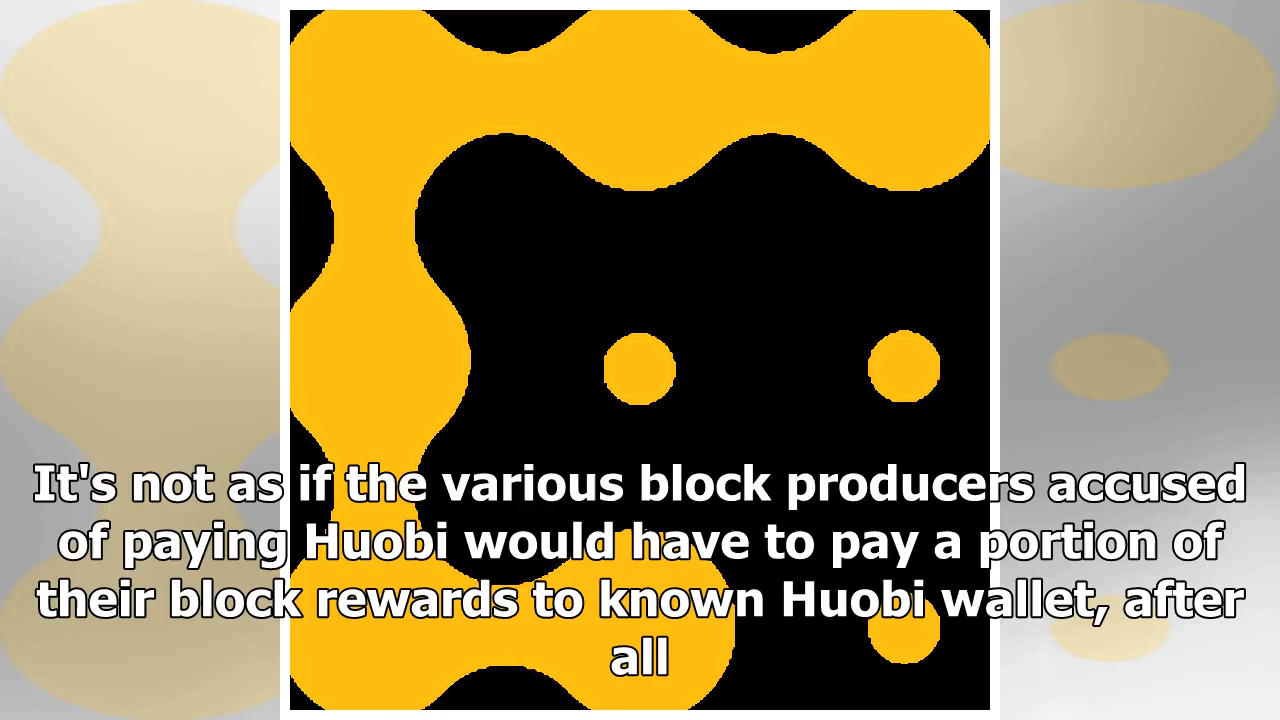 It's not as if the various block producers accused
of paying Huobi would have to pay a portion of
their block rewards to known Huobi wallet, after
all